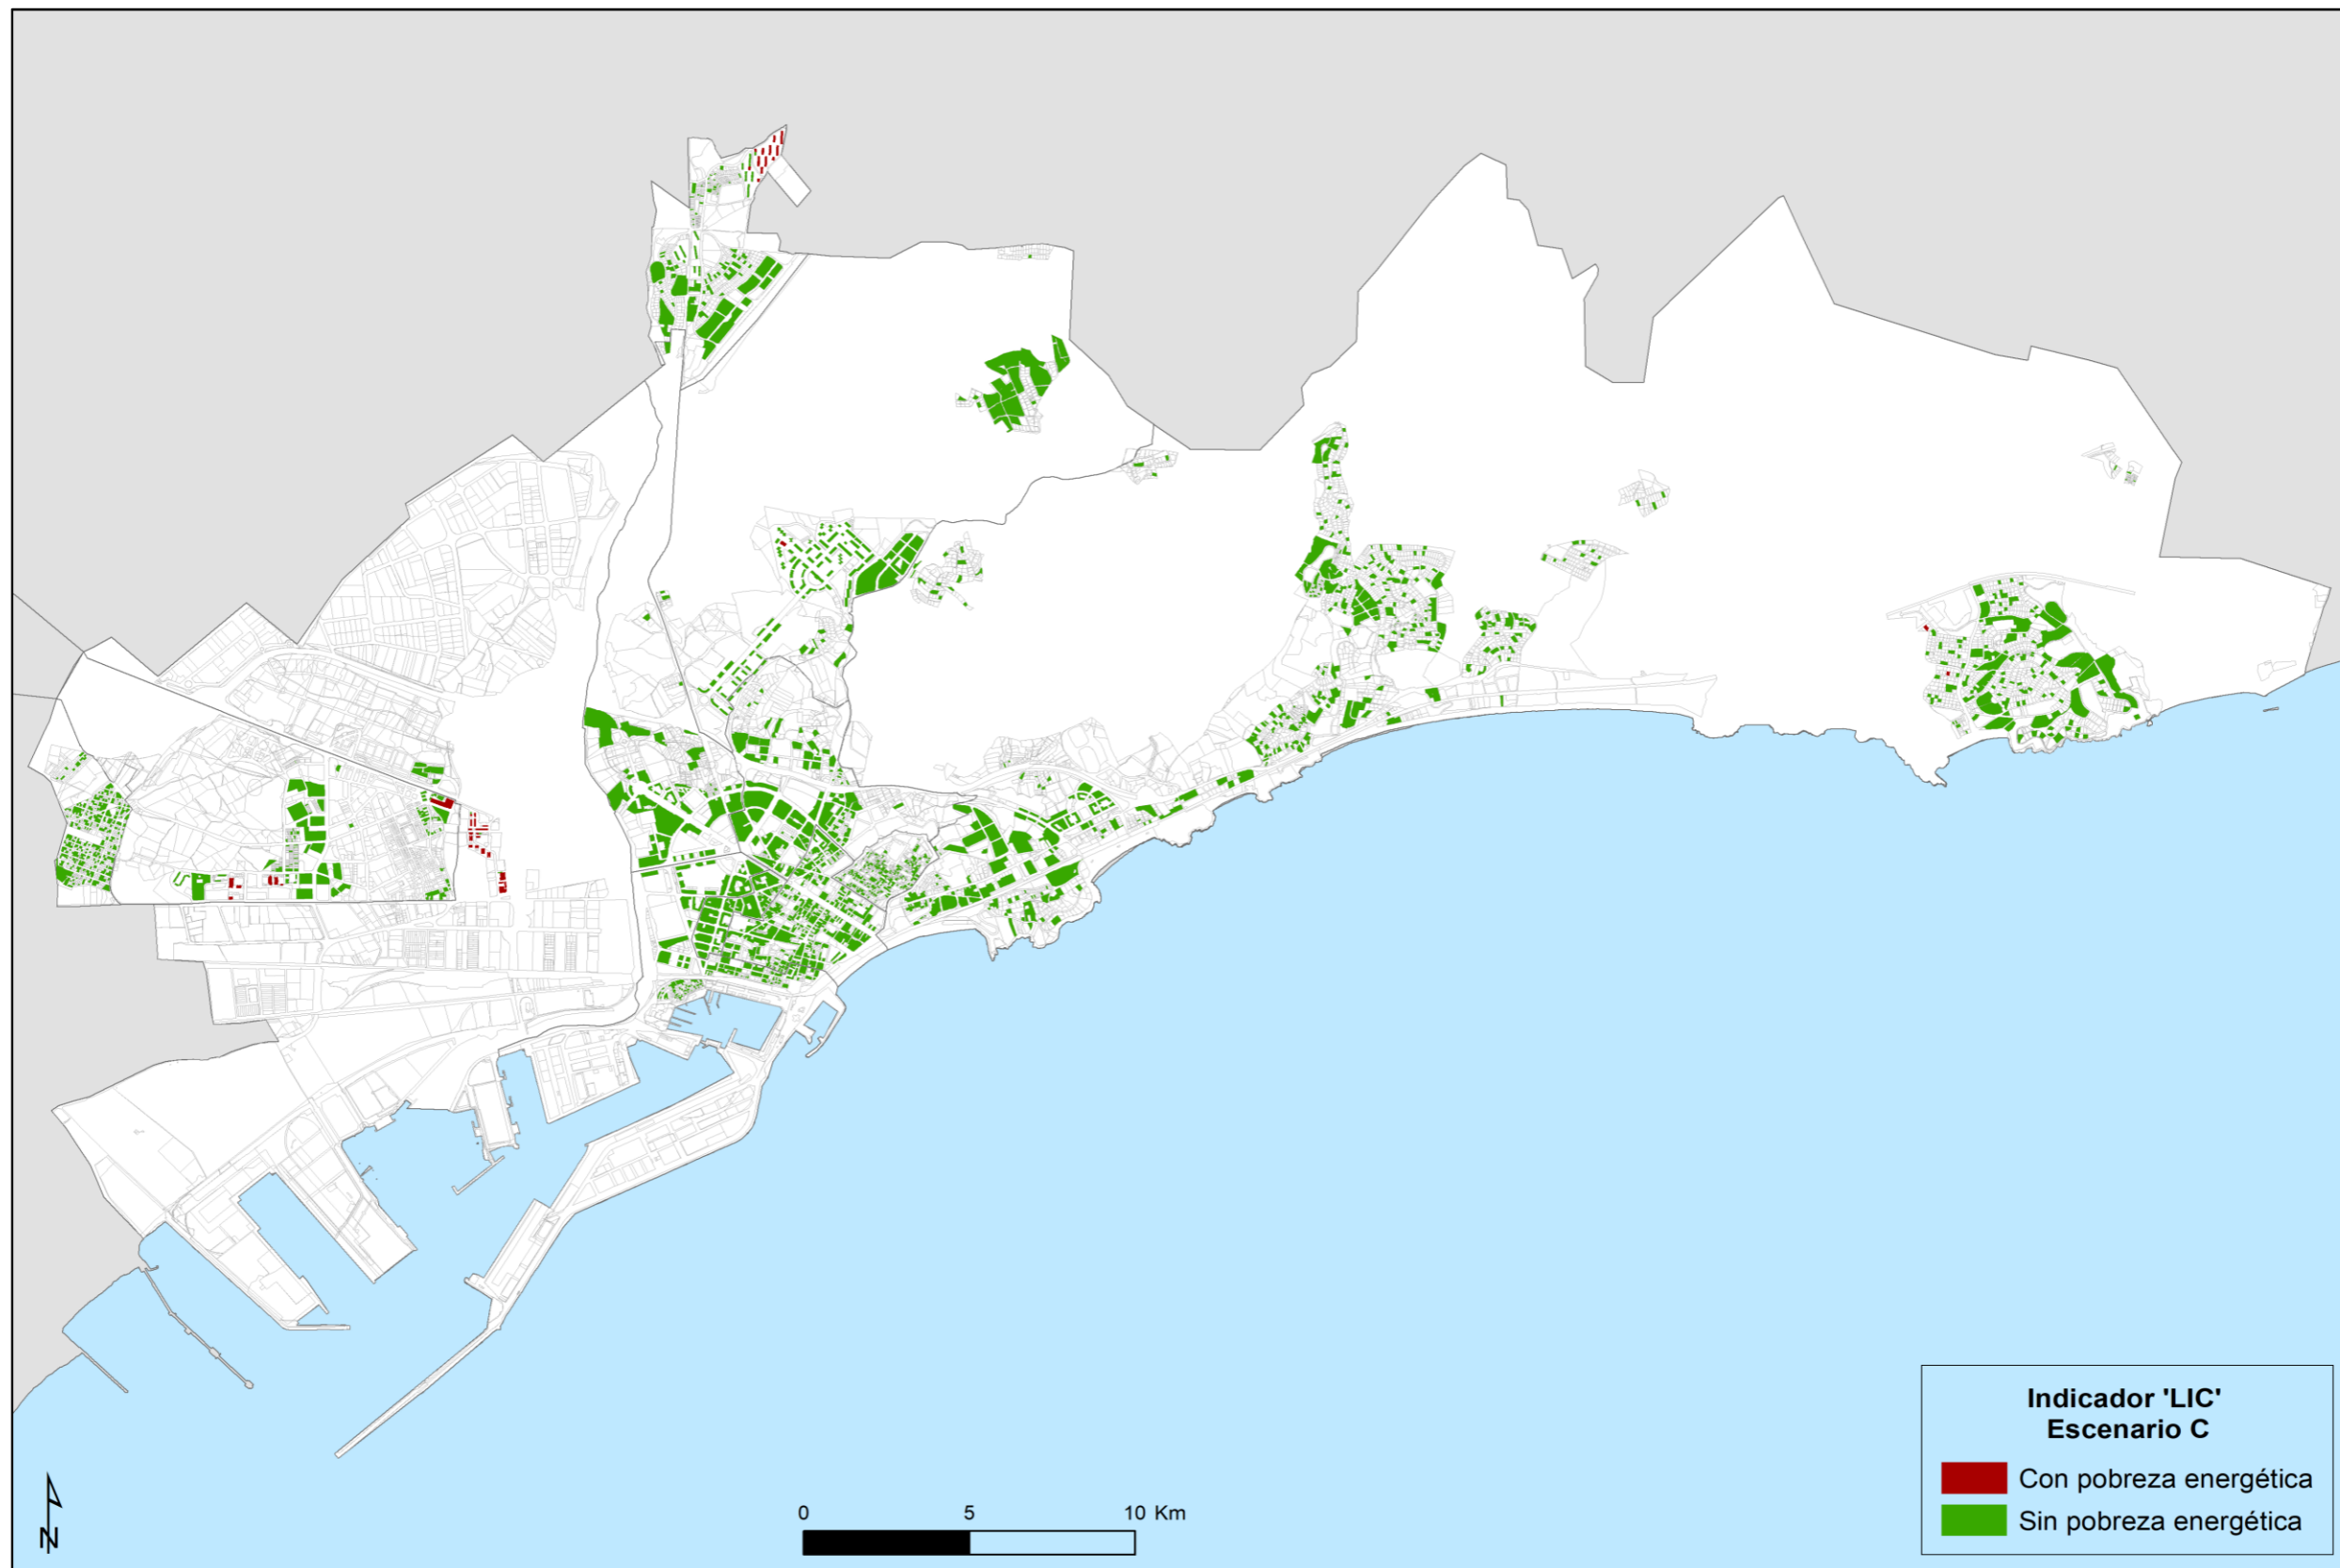 Indicador 'LIC'
Escenario C
Con pobreza energética
Sin pobreza energética
0 5 10 Km
N